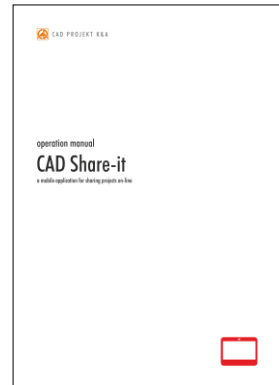 CAD PROJEKT K&A
operation manual
CAD Share-it
a mobile application for sharing projects on-line